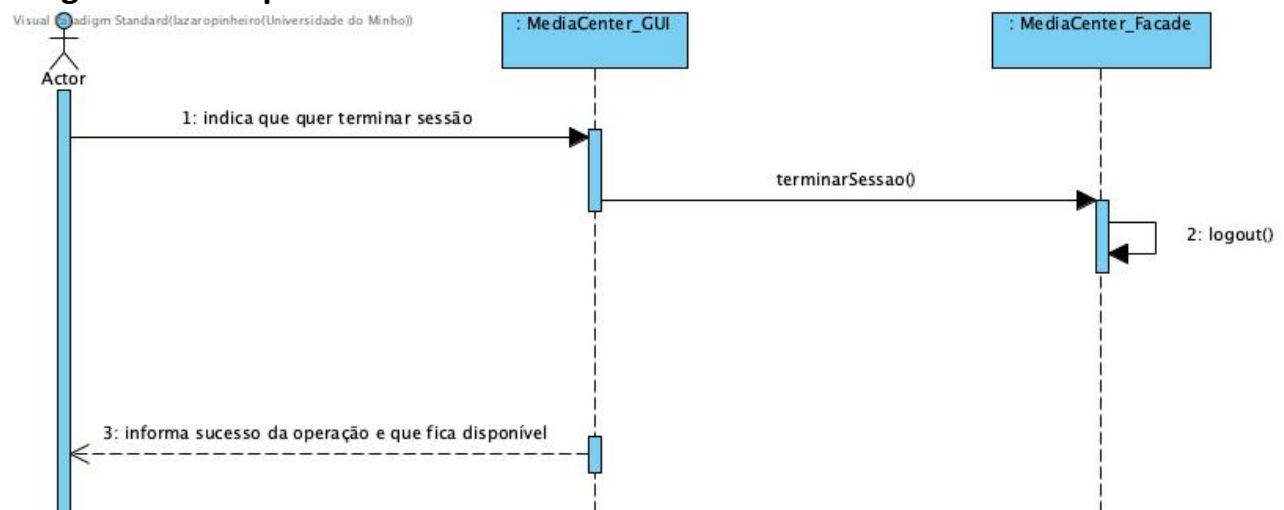 Visual Paradigm Standard(lazaropinheiro(Universidade do Minho))
: MediaCenter_GUI
: MediaCenter_Facade
Actor
1: indica que quer terminar sessão
terminarSessao()
2: logout()
3: informa sucesso da operação e que fica disponível